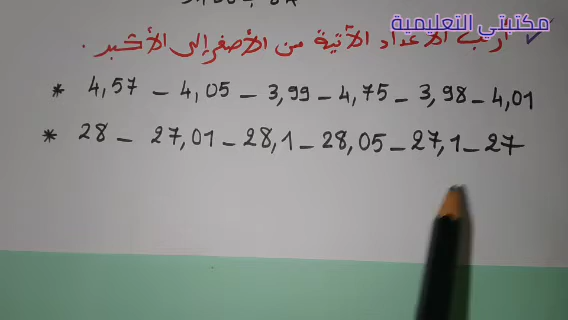 مكتبتي التعليمية
أرتب الأعداد الآتية من الأصغر إلى الأكبر .
* 4,57 – 4,05 – 3,99 – 4,75 – 3,98 – 4,01
* 28 – 27,01 – 28,1 – 28,05 – 27,1 – 27